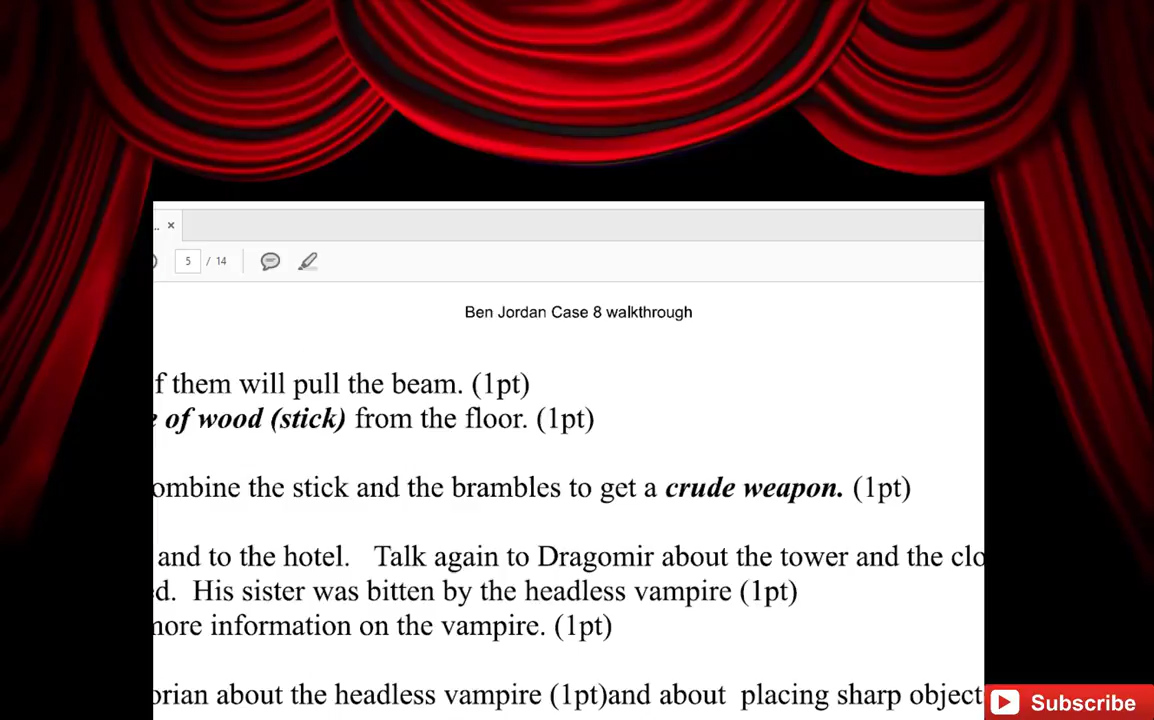 .. ×
5 / 14
Ben Jordan Case 8 walkthrough
f them will pull the beam. (1pt)
of wood (stick) from the floor. (1pt)
ombine the stick and the brambles to get a crude weapon. (1pt)
and to the hotel. Talk again to Dragomir about the tower and the clo
d. His sister was bitten by the headless vampire (1pt)
more information on the vampire. (1pt)
orian about the headless vampire (1pt)and about placing sharp object
Subscribe